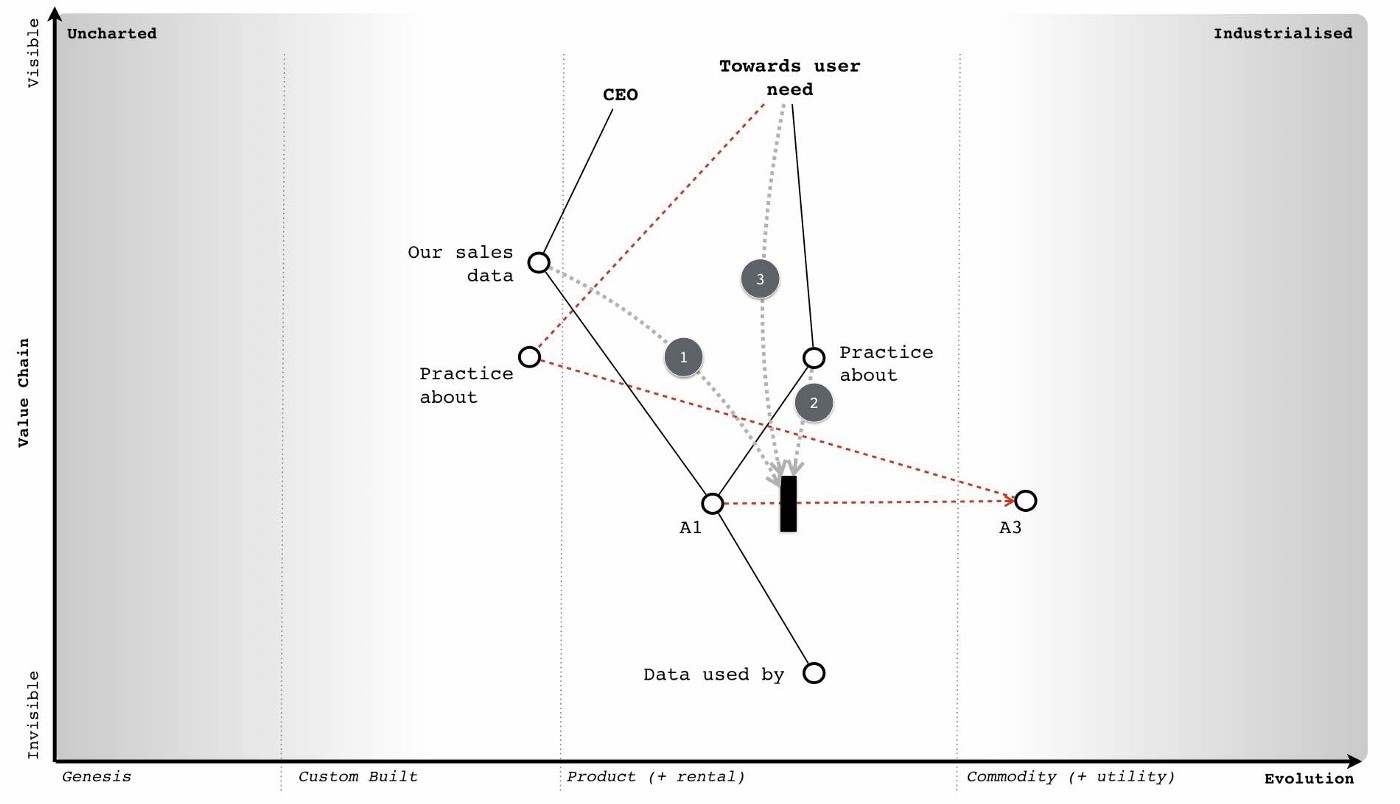 Visible
Uncharted
Industrialised
Towards user
need
CEO
Our sales
data
3
1
Practice
about
Practice
about
2
Value Chain
A1
A3
Data used by
Invisible
Genesis
Custom Built
Product (+ rental)
Commodity (+ utility)
Evolution